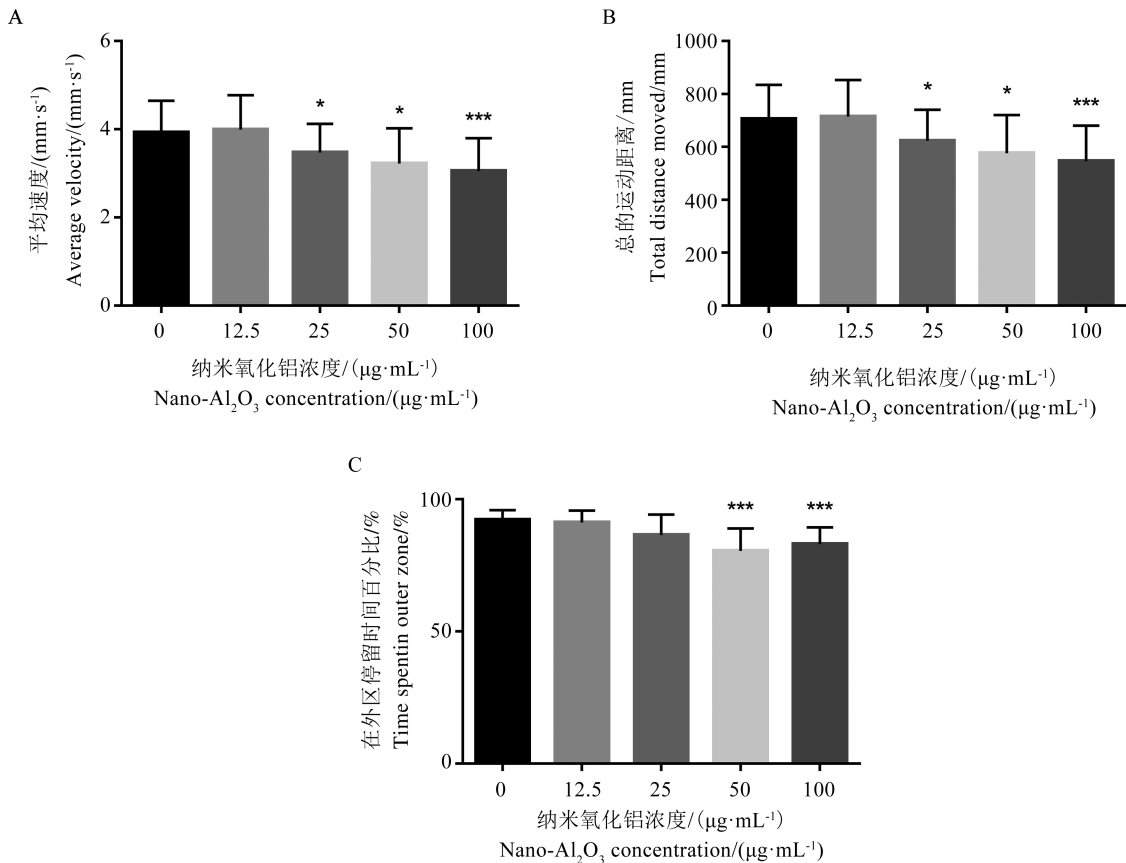 A
6
4
2
0
平均速度/(mm·s⁻¹)
Average velocity/(mm·s⁻¹)
*
*
***
0 12.5 25 50 100
纳米氧化铝浓度/(μg·mL⁻¹)
Nano-Al₂O₃ concentration/(μg·mL⁻¹)
B
1000
800
600
400
200
0
总的运动距离/mm
Total distance moved/mm
*
*
***
0 12.5 25 50 100
纳米氧化铝浓度/(μg·mL⁻¹)
Nano-Al₂O₃ concentration/(μg·mL⁻¹)
C
100
50
0
在外区停留时间百分比/%
Time spentin outer zone/%
***
***
0 12.5 25 50 100
纳米氧化铝浓度/(μg·mL⁻¹)
Nano-Al₂O₃ concentration/(μg·mL⁻¹)